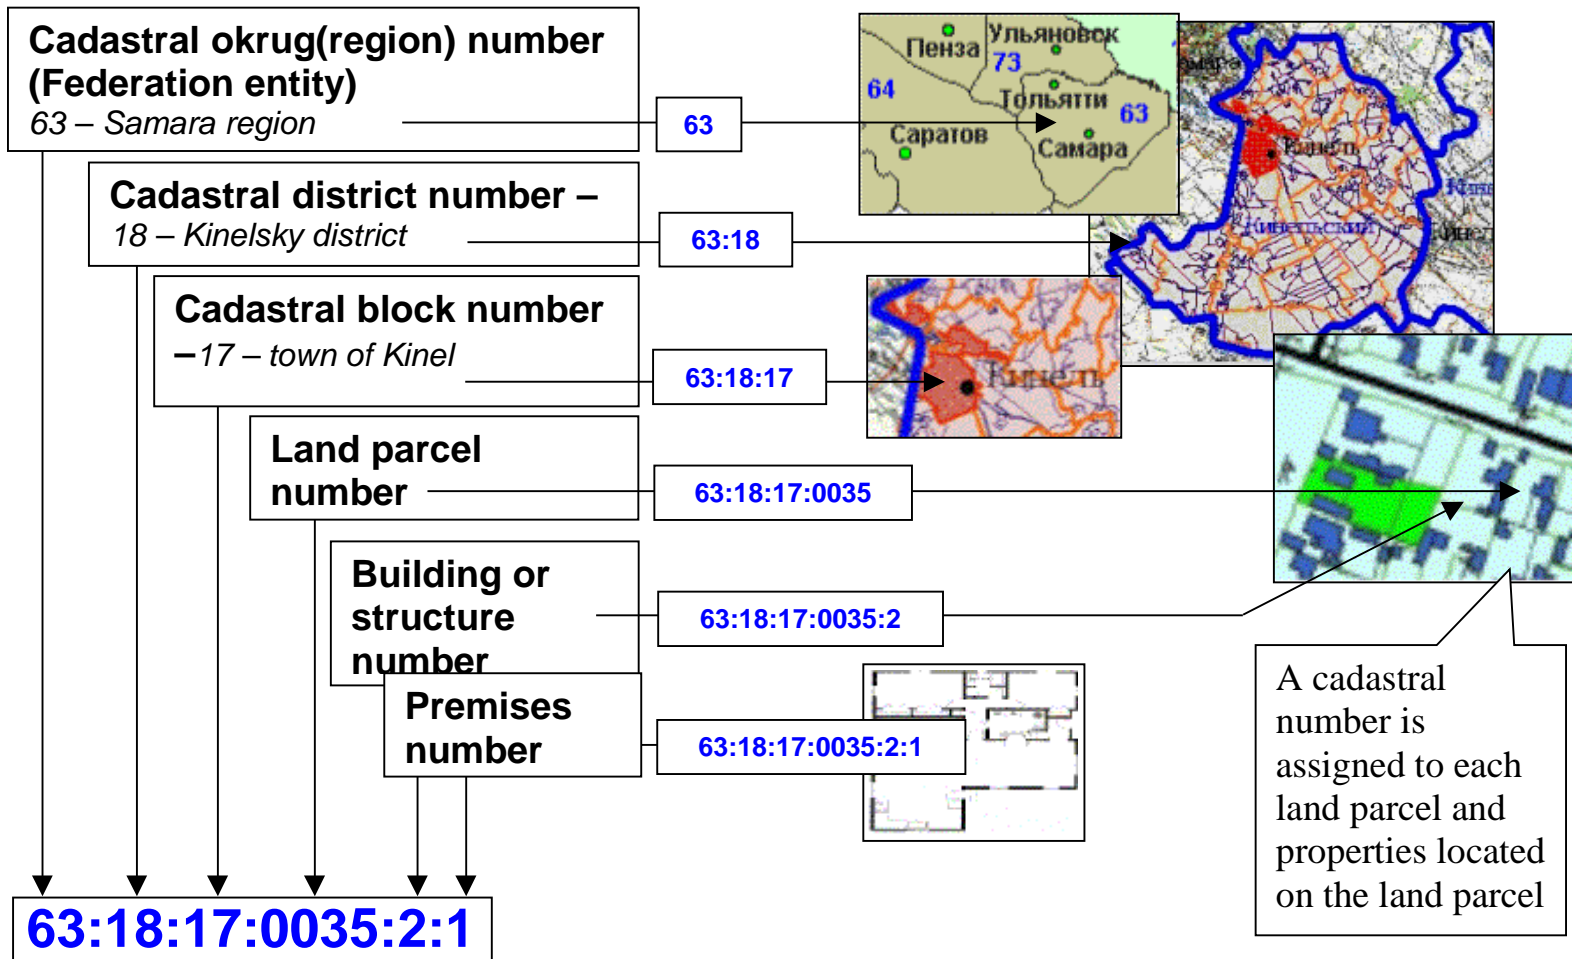 Cadastral okrug(region) number
(Federation entity)
63 – Samara region
63
Пенза
Ульяновск
73
64
Тольятти
63
Саратов
Самара
Cadastral district number –
18 – Kinelsky district
63:18
Кинель
Кинельский
Cadastral block number
–17 – town of Kinel
63:18:17
Кинель
Land parcel
number
63:18:17:0035
Building or
structure
number
63:18:17:0035:2
Premises
number
63:18:17:0035:2:1
A cadastral
number is
assigned to each
land parcel and
properties located
on the land parcel
63:18:17:0035:2:1